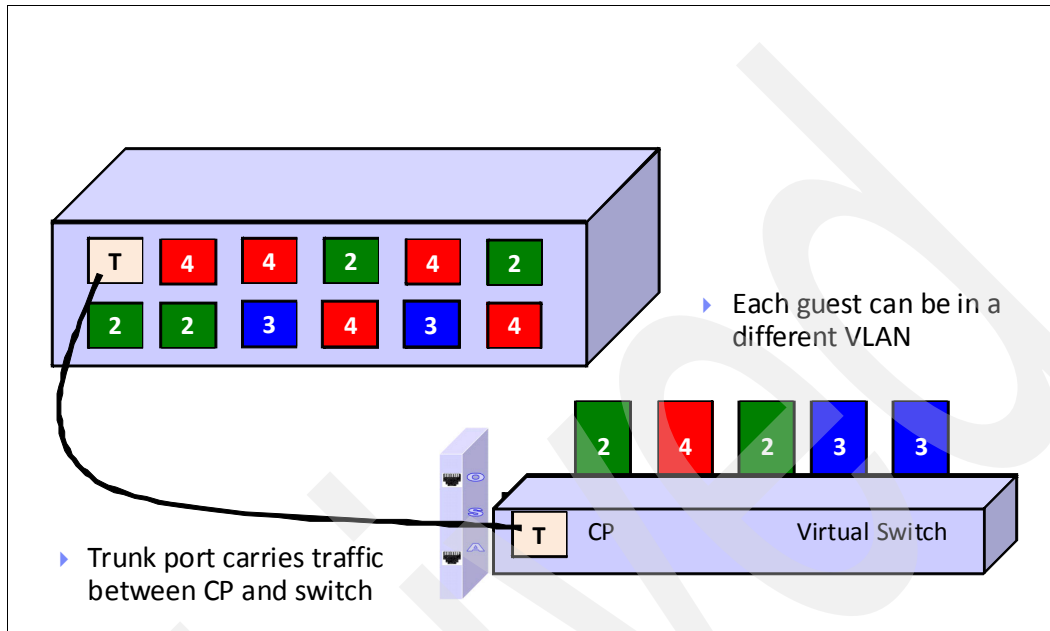 T 4 4 2 4 2
2 2 3 4 3 4
Each guest can be in a
different VLAN
2 4 2 3 3
O S A
T CP Virtual Switch
Trunk port carries traffic
between CP and switch